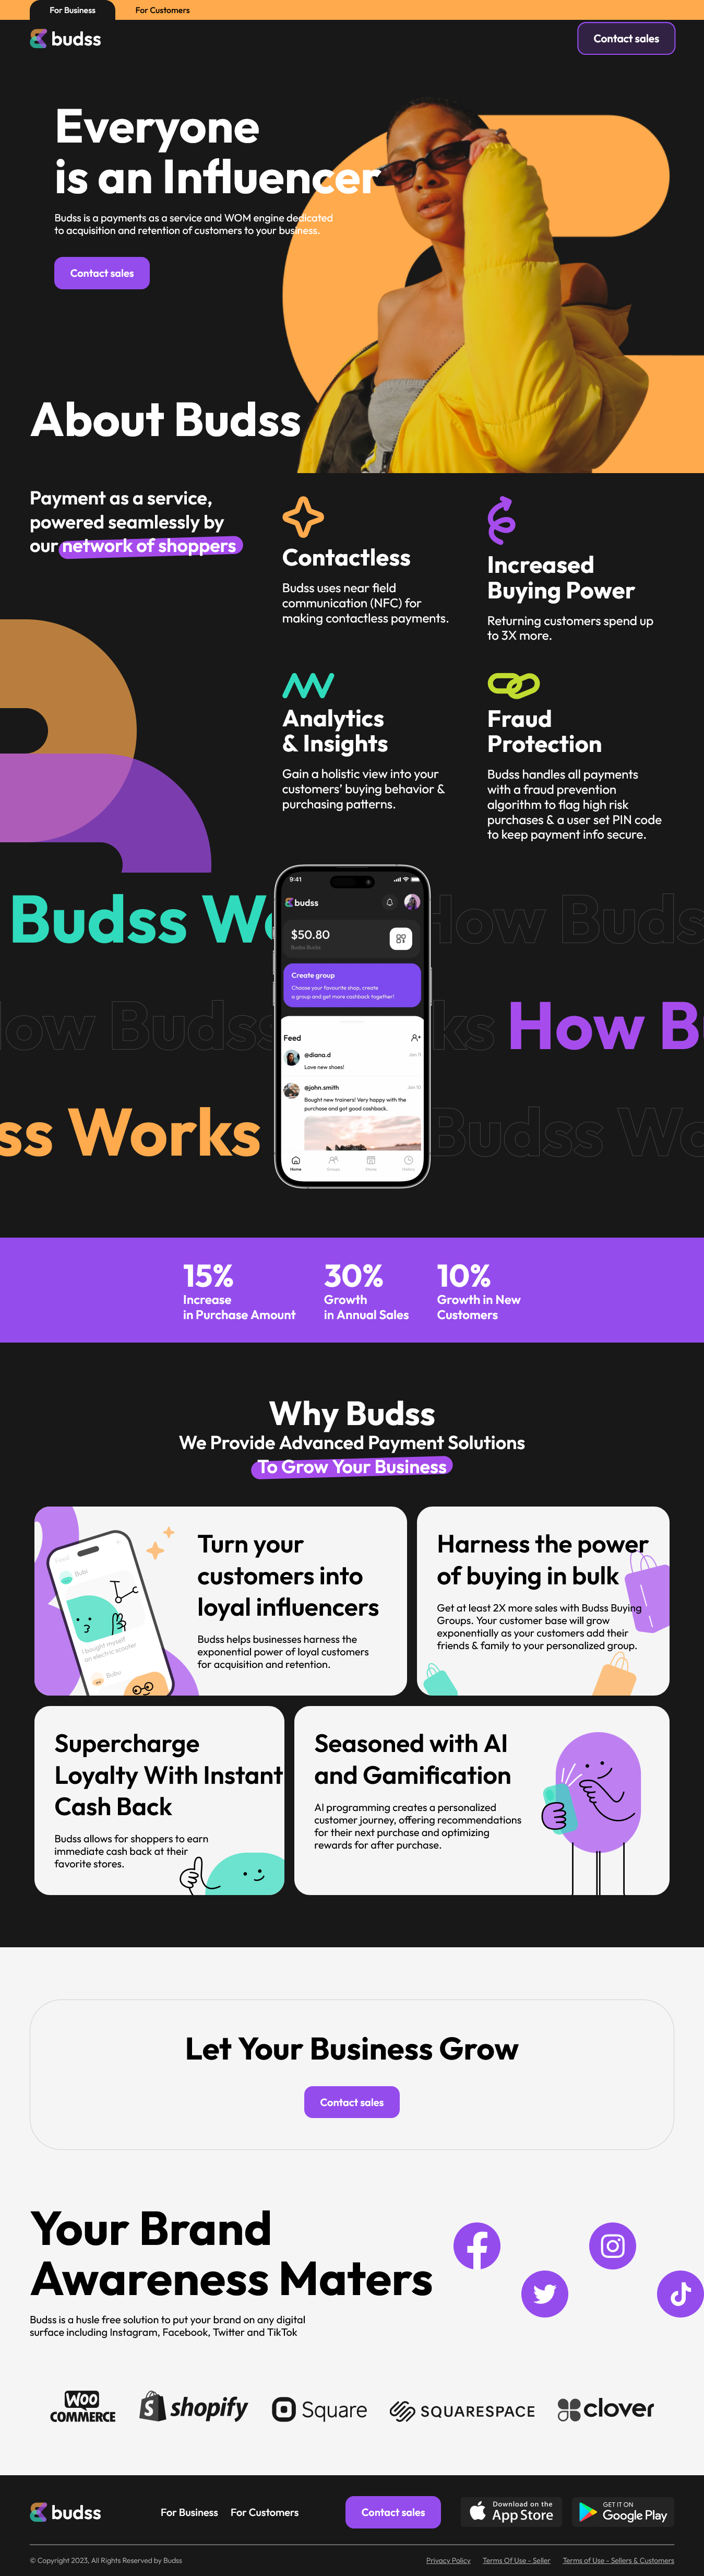 For Business
For Customers
budss
Contact sales
Everyone
is an Influencer
Budss is a payments as a service and WOM engine dedicated
to acquisition and retention of customers to your business.
Contact sales
About Budss
Payment as a service,
powered seamlessly by
our network of shoppers
Contactless
Budss uses near field
communication (NFC) for
making contactless payments.
Increased
Buying Power
Returning customers spend up
to 3X more.
Analytics
& Insights
Gain a holistic view into your
customers' buying behavior &
purchasing patterns.
Fraud
Protection
Budss handles all payments
with a fraud prevention
algorithm to flag high risk
purchases & a user set PIN code
to keep payment info secure.
Budss Wo
How Buds
ow Budss
ks
How B
ss Works
Budss Wo
9:41
budss
$50.80
Budss Bucks
Create group
Choose your favourite shop, create
a group and get more cashback together!
Feed
@diana.d
Jan 11
Love new shoes!
@john.smith
Jan 10
Bought new trainers! Very happy with the
purchase and got good cashback.
Home
Groups
Stores
History
15%
Increase
in Purchase Amount
30%
Growth
in Annual Sales
10%
Growth in New
Customers
Why Budss
We Provide Advanced Payment Solutions
To Grow Your Business
Feed
Bubi
I bought myself
an electric scooter
Bubu
Turn your
customers into
loyal influencers
Budss helps businesses harness the
exponential power of loyal customers
for acquisition and retention.
Harness the power
of buying in bulk
Get at least 2X more sales with Budss Buying
Groups. Your customer base will grow
exponentially as your customers add their
friends & family to your personalized group.
Supercharge
Loyalty With Instant
Cash Back
Budss allows for shoppers to earn
immediate cash back at their
favorite stores.
Seasoned with AI
and Gamification
AI programming creates a personalized
customer journey, offering recommendations
for their next purchase and optimizing
rewards for after purchase.
Let Your Business Grow
Contact sales
Your Brand
Awareness Maters
Budss is a husle free solution to put your brand on any digital
surface including Instagram, Facebook, Twitter and TikTok
WOO
COMMERCE
shopify
Square
SQUARESPACE
clover
budss
For Business
For Customers
Contact sales
Download on the
App Store
GET IT ON
Google Play
© Copyright 2023, All Rights Reserved by Budss
Privacy Policy
Terms Of Use - Seller
Terms of Use - Sellers & Customers